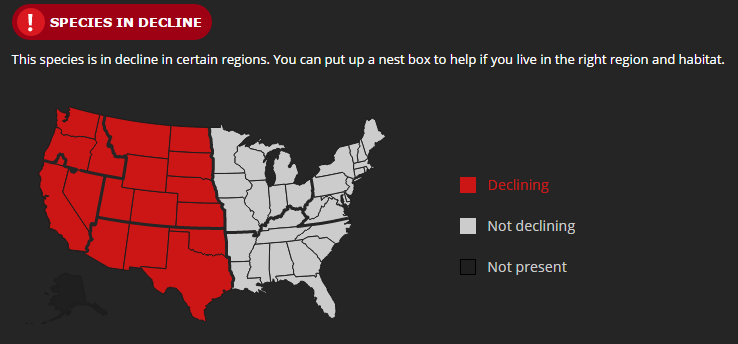 ! SPECIES IN DECLINE
This species is in decline in certain regions. You can put up a nest box to help if you live in the right region and habitat.
Declining
Not declining
Not present